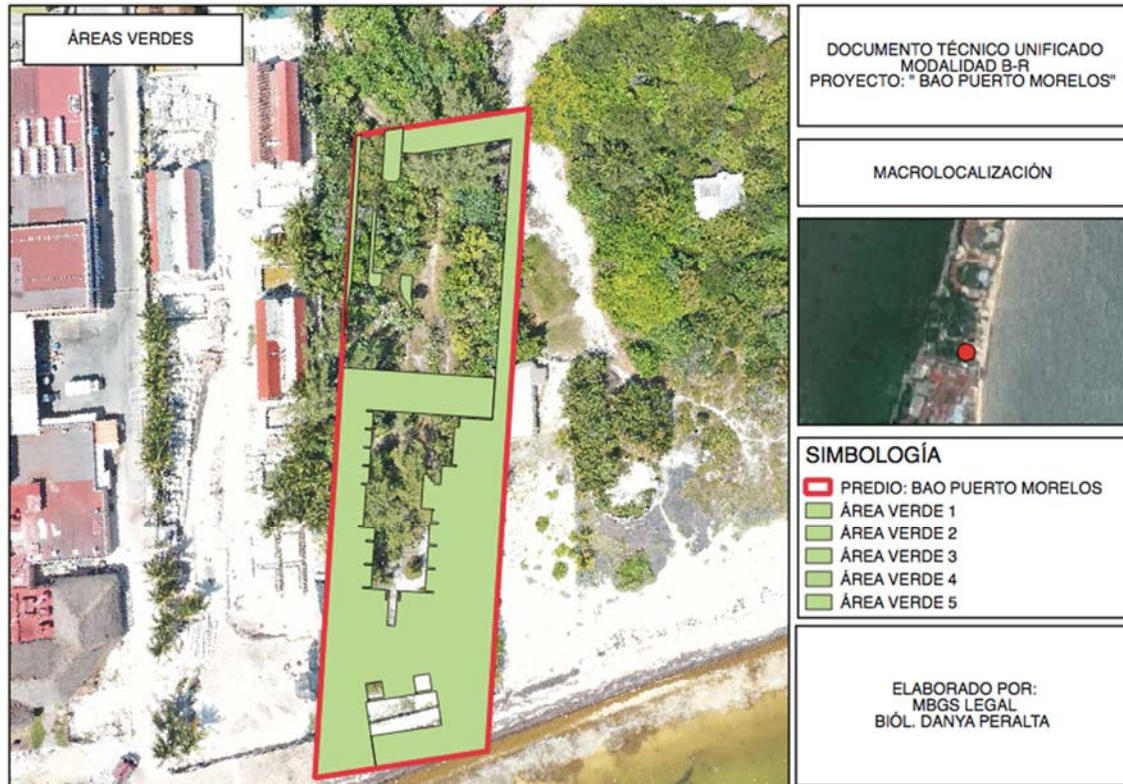 ÁREAS VERDES
DOCUMENTO TÉCNICO UNIFICADO
MODALIDAD B-R
PROYECTO: " BAO PUERTO MORELOS"
MACROLOCALIZACIÓN
SIMBOLOGÍA
PREDIO: BAO PUERTO MORELOS
ÁREA VERDE 1
ÁREA VERDE 2
ÁREA VERDE 3
ÁREA VERDE 4
ÁREA VERDE 5
ELABORADO POR:
MBGS LEGAL
BIÓL. DANYA PERALTA